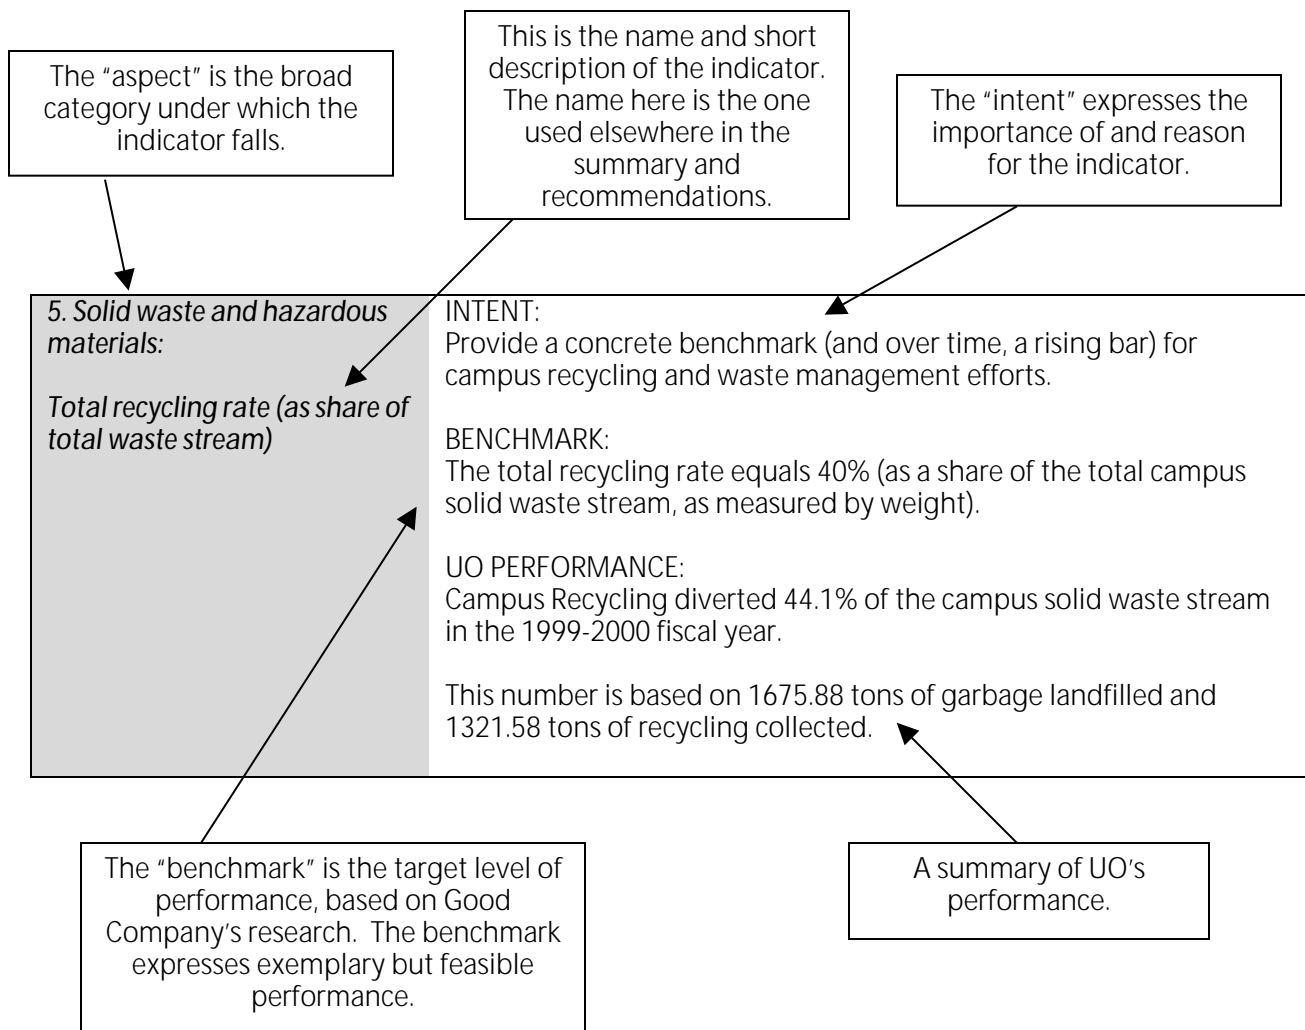 The "aspect" is the broad
category under which the
indicator falls.
This is the name and short
description of the indicator.
The name here is the one
used elsewhere in the
summary and
recommendations.
The "intent" expresses the
importance of and reason
for the indicator.
5. Solid waste and hazardous
materials:
Total recycling rate (as share of
total waste stream)
INTENT:
Provide a concrete benchmark (and over time, a rising bar) for
campus recycling and waste management efforts.
BENCHMARK:
The total recycling rate equals 40% (as a share of the total campus
solid waste stream, as measured by weight).
UO PERFORMANCE:
Campus Recycling diverted 44.1% of the campus solid waste stream
in the 1999-2000 fiscal year.
This number is based on 1675.88 tons of garbage landfilled and
1321.58 tons of recycling collected.
The "benchmark" is the target level of
performance, based on Good
Company's research. The benchmark
expresses exemplary but feasible
performance.
A summary of UO's
performance.